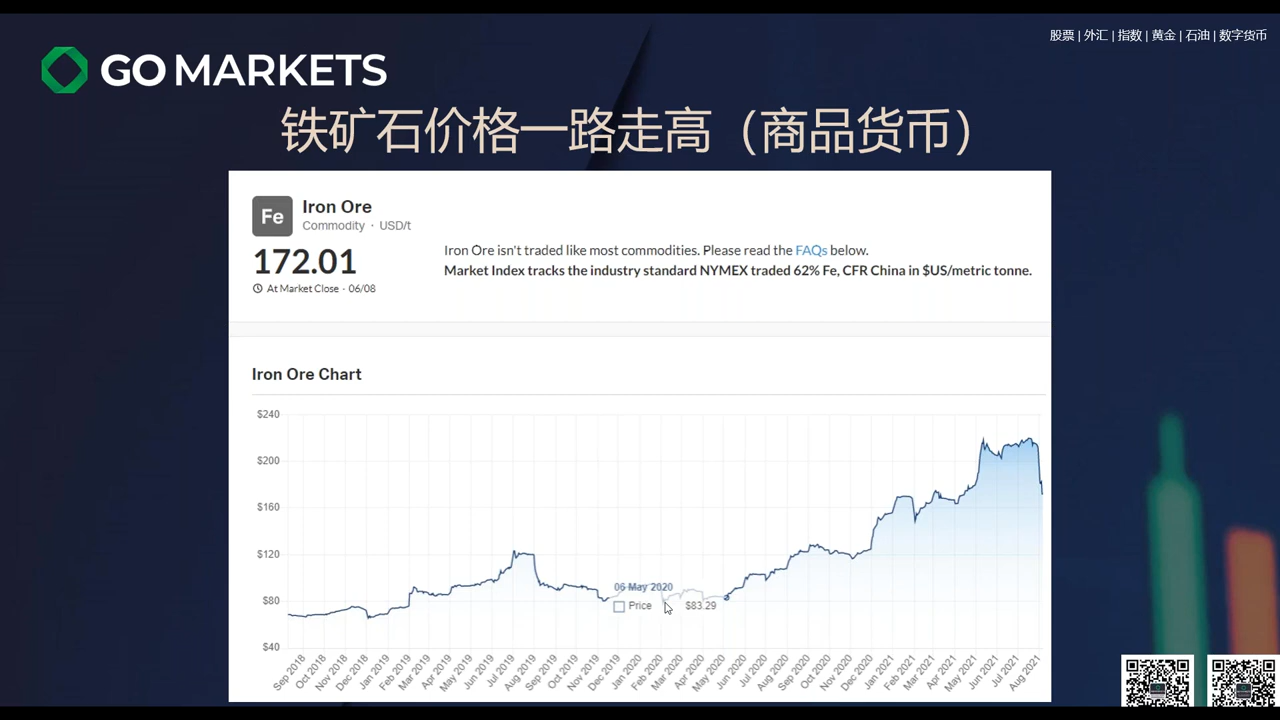 股票 | 外汇 | 指数 | 黄金 | 石油 | 数字货币
GO MARKETS
铁矿石价格一路走高（商品货币）
Fe
Iron Ore
Commodity · USD/t
172.01
At Market Close · 06/08
Iron Ore isn't traded like most commodities. Please read the FAQs below.
Market Index tracks the industry standard NYMEX traded 62% Fe, CFR China in $US/metric tonne.
Iron Ore Chart
$240
$200
$160
$120
$80
$40
06 May 2020
Price $83.29
Sep 2018
Oct 2018
Nov 2018
Dec 2018
Jan 2019
Feb 2019
Mar 2019
Apr 2019
May 2019
Jun 2019
Jul 2019
Aug 2019
Sep 2019
Oct 2019
Nov 2019
Dec 2019
Jan 2020
Feb 2020
Mar 2020
Apr 2020
May 2020
Jun 2020
Jul 2020
Aug 2020
Sep 2020
Oct 2020
Nov 2020
Dec 2020
Jan 2021
Feb 2021
Mar 2021
Apr 2021
May 2021
Jun 2021
Jul 2021
Aug 2021